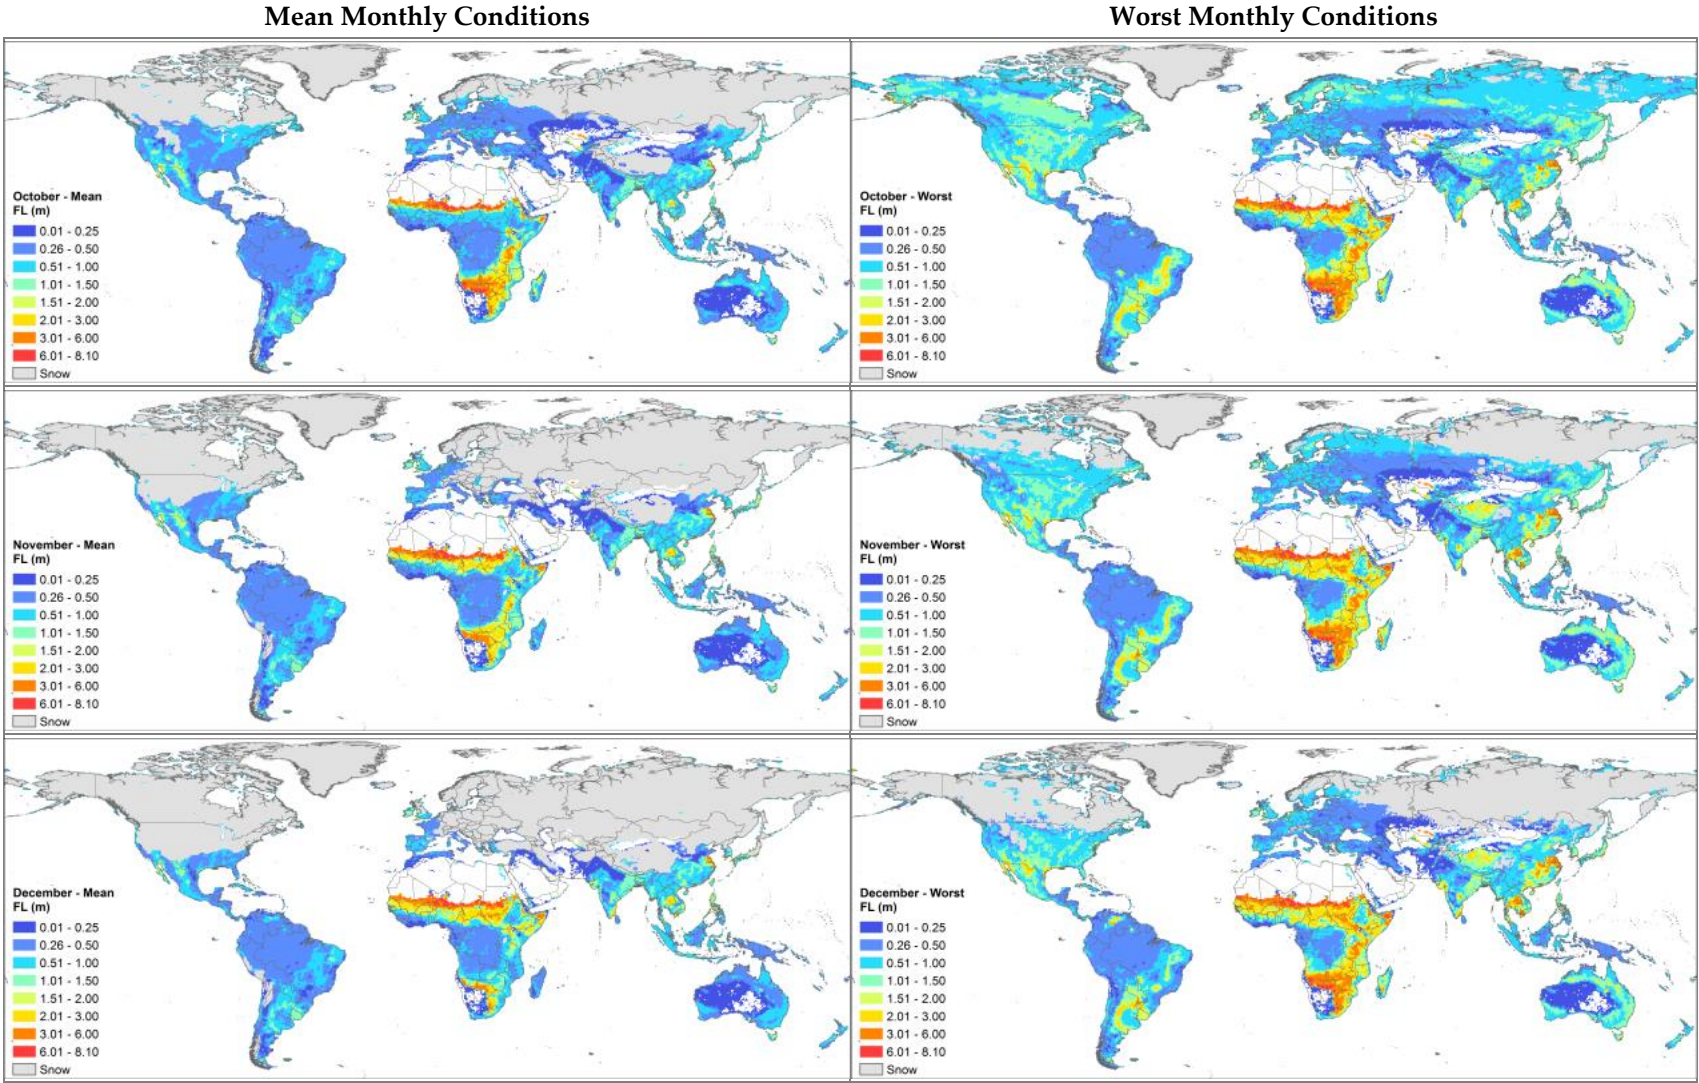 Mean Monthly Conditions
Worst Monthly Conditions
October - Mean
FL (m)
0.01 - 0.25
0.26 - 0.50
0.51 - 1.00
1.01 - 1.50
1.51 - 2.00
2.01 - 3.00
3.01 - 6.00
6.01 - 8.10
Snow
October - Worst
FL (m)
0.01 - 0.25
0.26 - 0.50
0.51 - 1.00
1.01 - 1.50
1.51 - 2.00
2.01 - 3.00
3.01 - 6.00
6.01 - 8.10
Snow
November - Mean
FL (m)
0.01 - 0.25
0.26 - 0.50
0.51 - 1.00
1.01 - 1.50
1.51 - 2.00
2.01 - 3.00
3.01 - 6.00
6.01 - 8.10
Snow
November - Worst
FL (m)
0.01 - 0.25
0.26 - 0.50
0.51 - 1.00
1.01 - 1.50
1.51 - 2.00
2.01 - 3.00
3.01 - 6.00
6.01 - 8.10
Snow
December - Mean
FL (m)
0.01 - 0.25
0.26 - 0.50
0.51 - 1.00
1.01 - 1.50
1.51 - 2.00
2.01 - 3.00
3.01 - 6.00
6.01 - 8.10
Snow
December - Worst
FL (m)
0.01 - 0.25
0.26 - 0.50
0.51 - 1.00
1.01 - 1.50
1.51 - 2.00
2.01 - 3.00
3.01 - 6.00
6.01 - 8.10
Snow